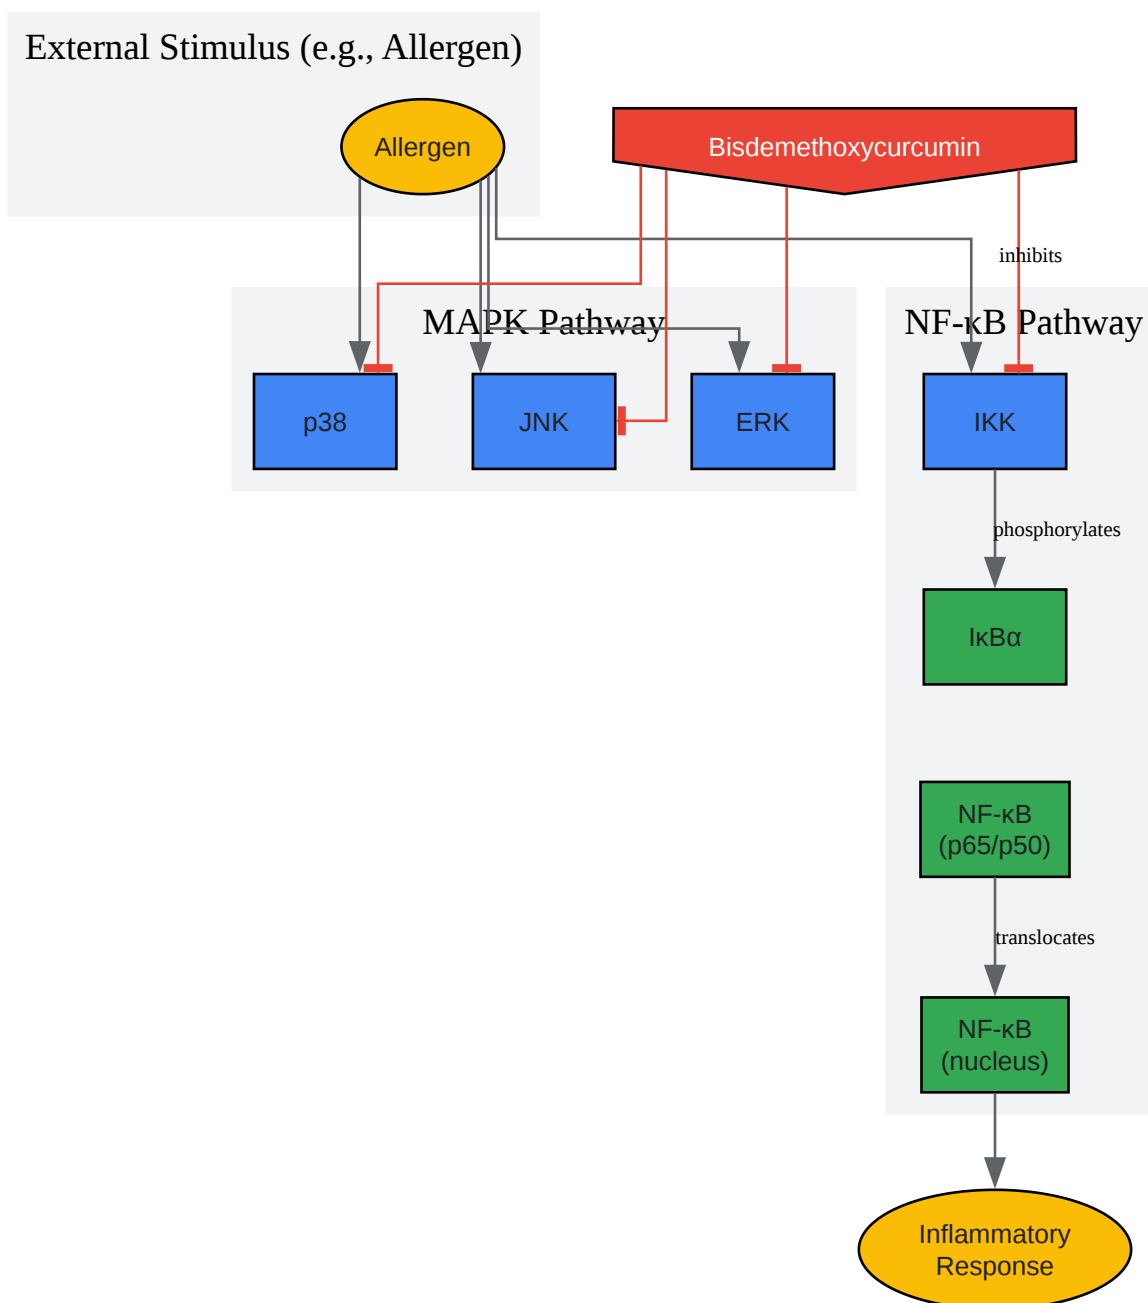 External Stimulus (e.g., Allergen)
Allergen
Bisdemethoxycurcumin
inhibits
MAPK Pathway
NF-κB Pathway
p38
JNK
ERK
IKK
phosphorylates
IκBα
NF-κB
(p65/p50)
translocates
NF-κB
(nucleus)
Inflammatory
Response